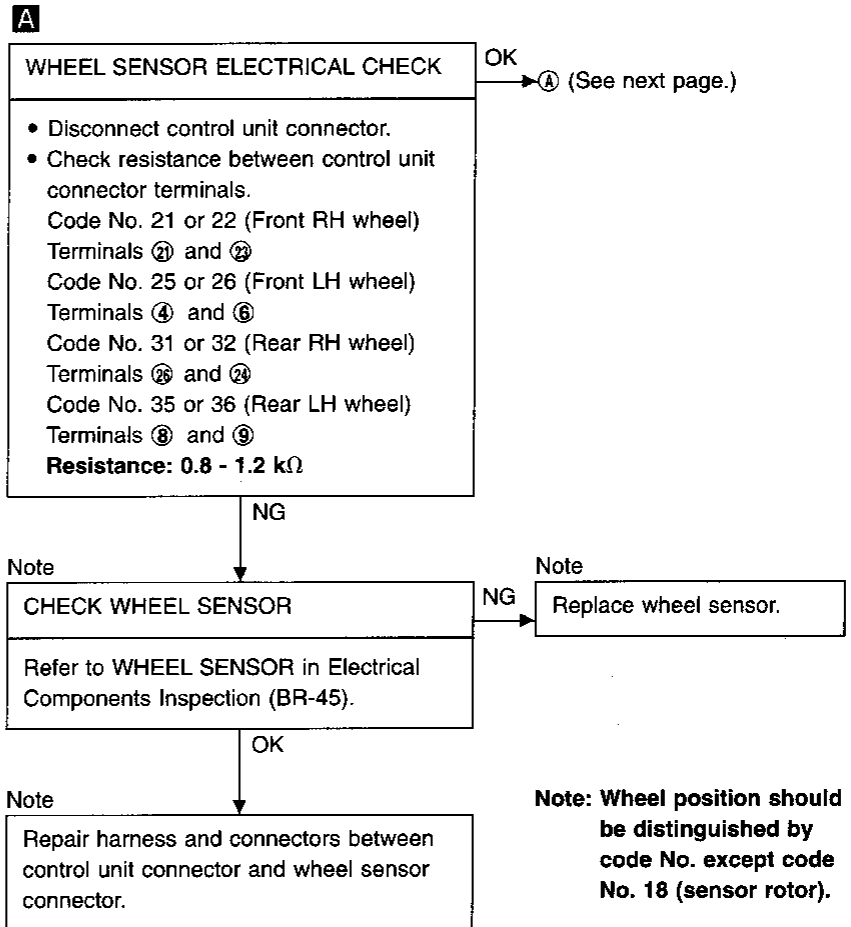 A
WHEEL SENSOR ELECTRICAL CHECK
OK
Ⓐ (See next page.)
• Disconnect control unit connector.
• Check resistance between control unit
connector terminals.
Code No. 21 or 22 (Front RH wheel)
Terminals ㉑ and ㉓
Code No. 25 or 26 (Front LH wheel)
Terminals ④ and ⑥
Code No. 31 or 32 (Rear RH wheel)
Terminals ㉖ and ㉔
Code No. 35 or 36 (Rear LH wheel)
Terminals ⑧ and ⑨
Resistance: 0.8 - 1.2 kΩ
NG
Note
CHECK WHEEL SENSOR
NG
Note
Replace wheel sensor.
Refer to WHEEL SENSOR in Electrical
Components Inspection (BR-45).
OK
Note
Repair harness and connectors between
control unit connector and wheel sensor
connector.
Note: Wheel position should
be distinguished by
code No. except code
No. 18 (sensor rotor).